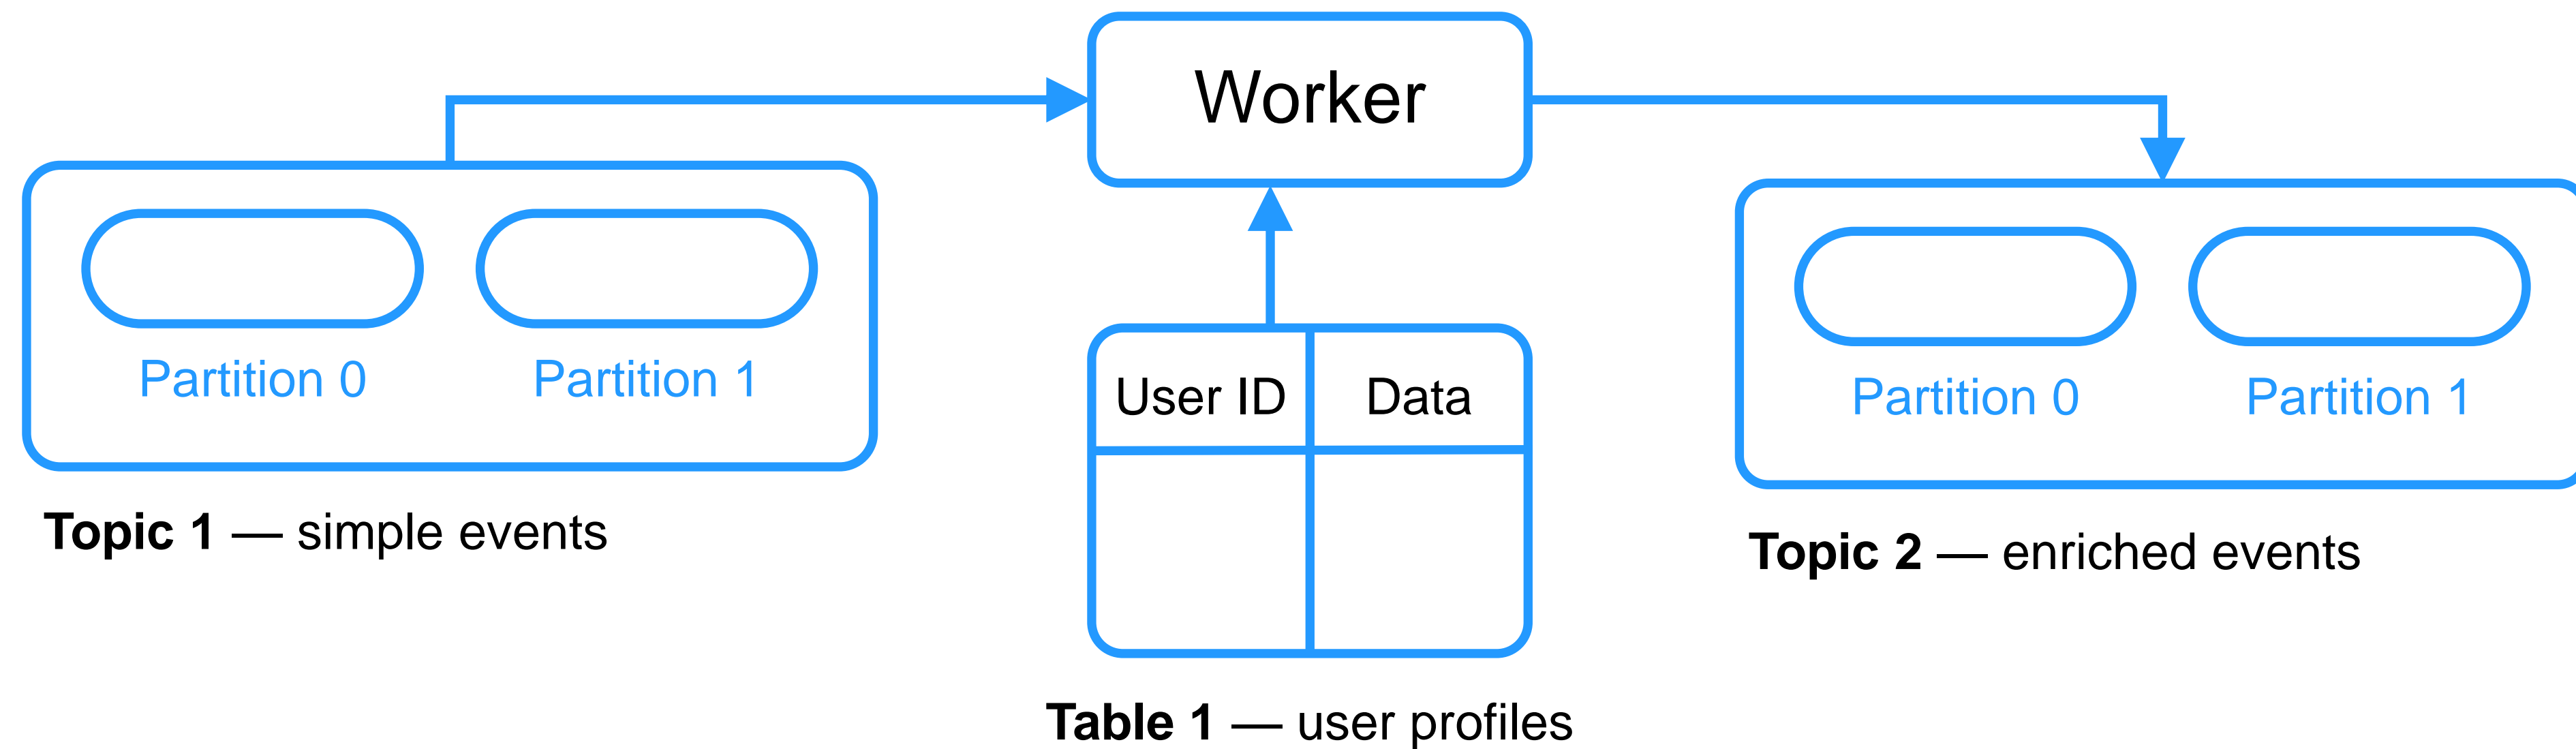 Worker
Partition 0
Partition 1
Topic 1 — simple events
User ID
Data
Table 1 — user profiles
Partition 0
Partition 1
Topic 2 — enriched events